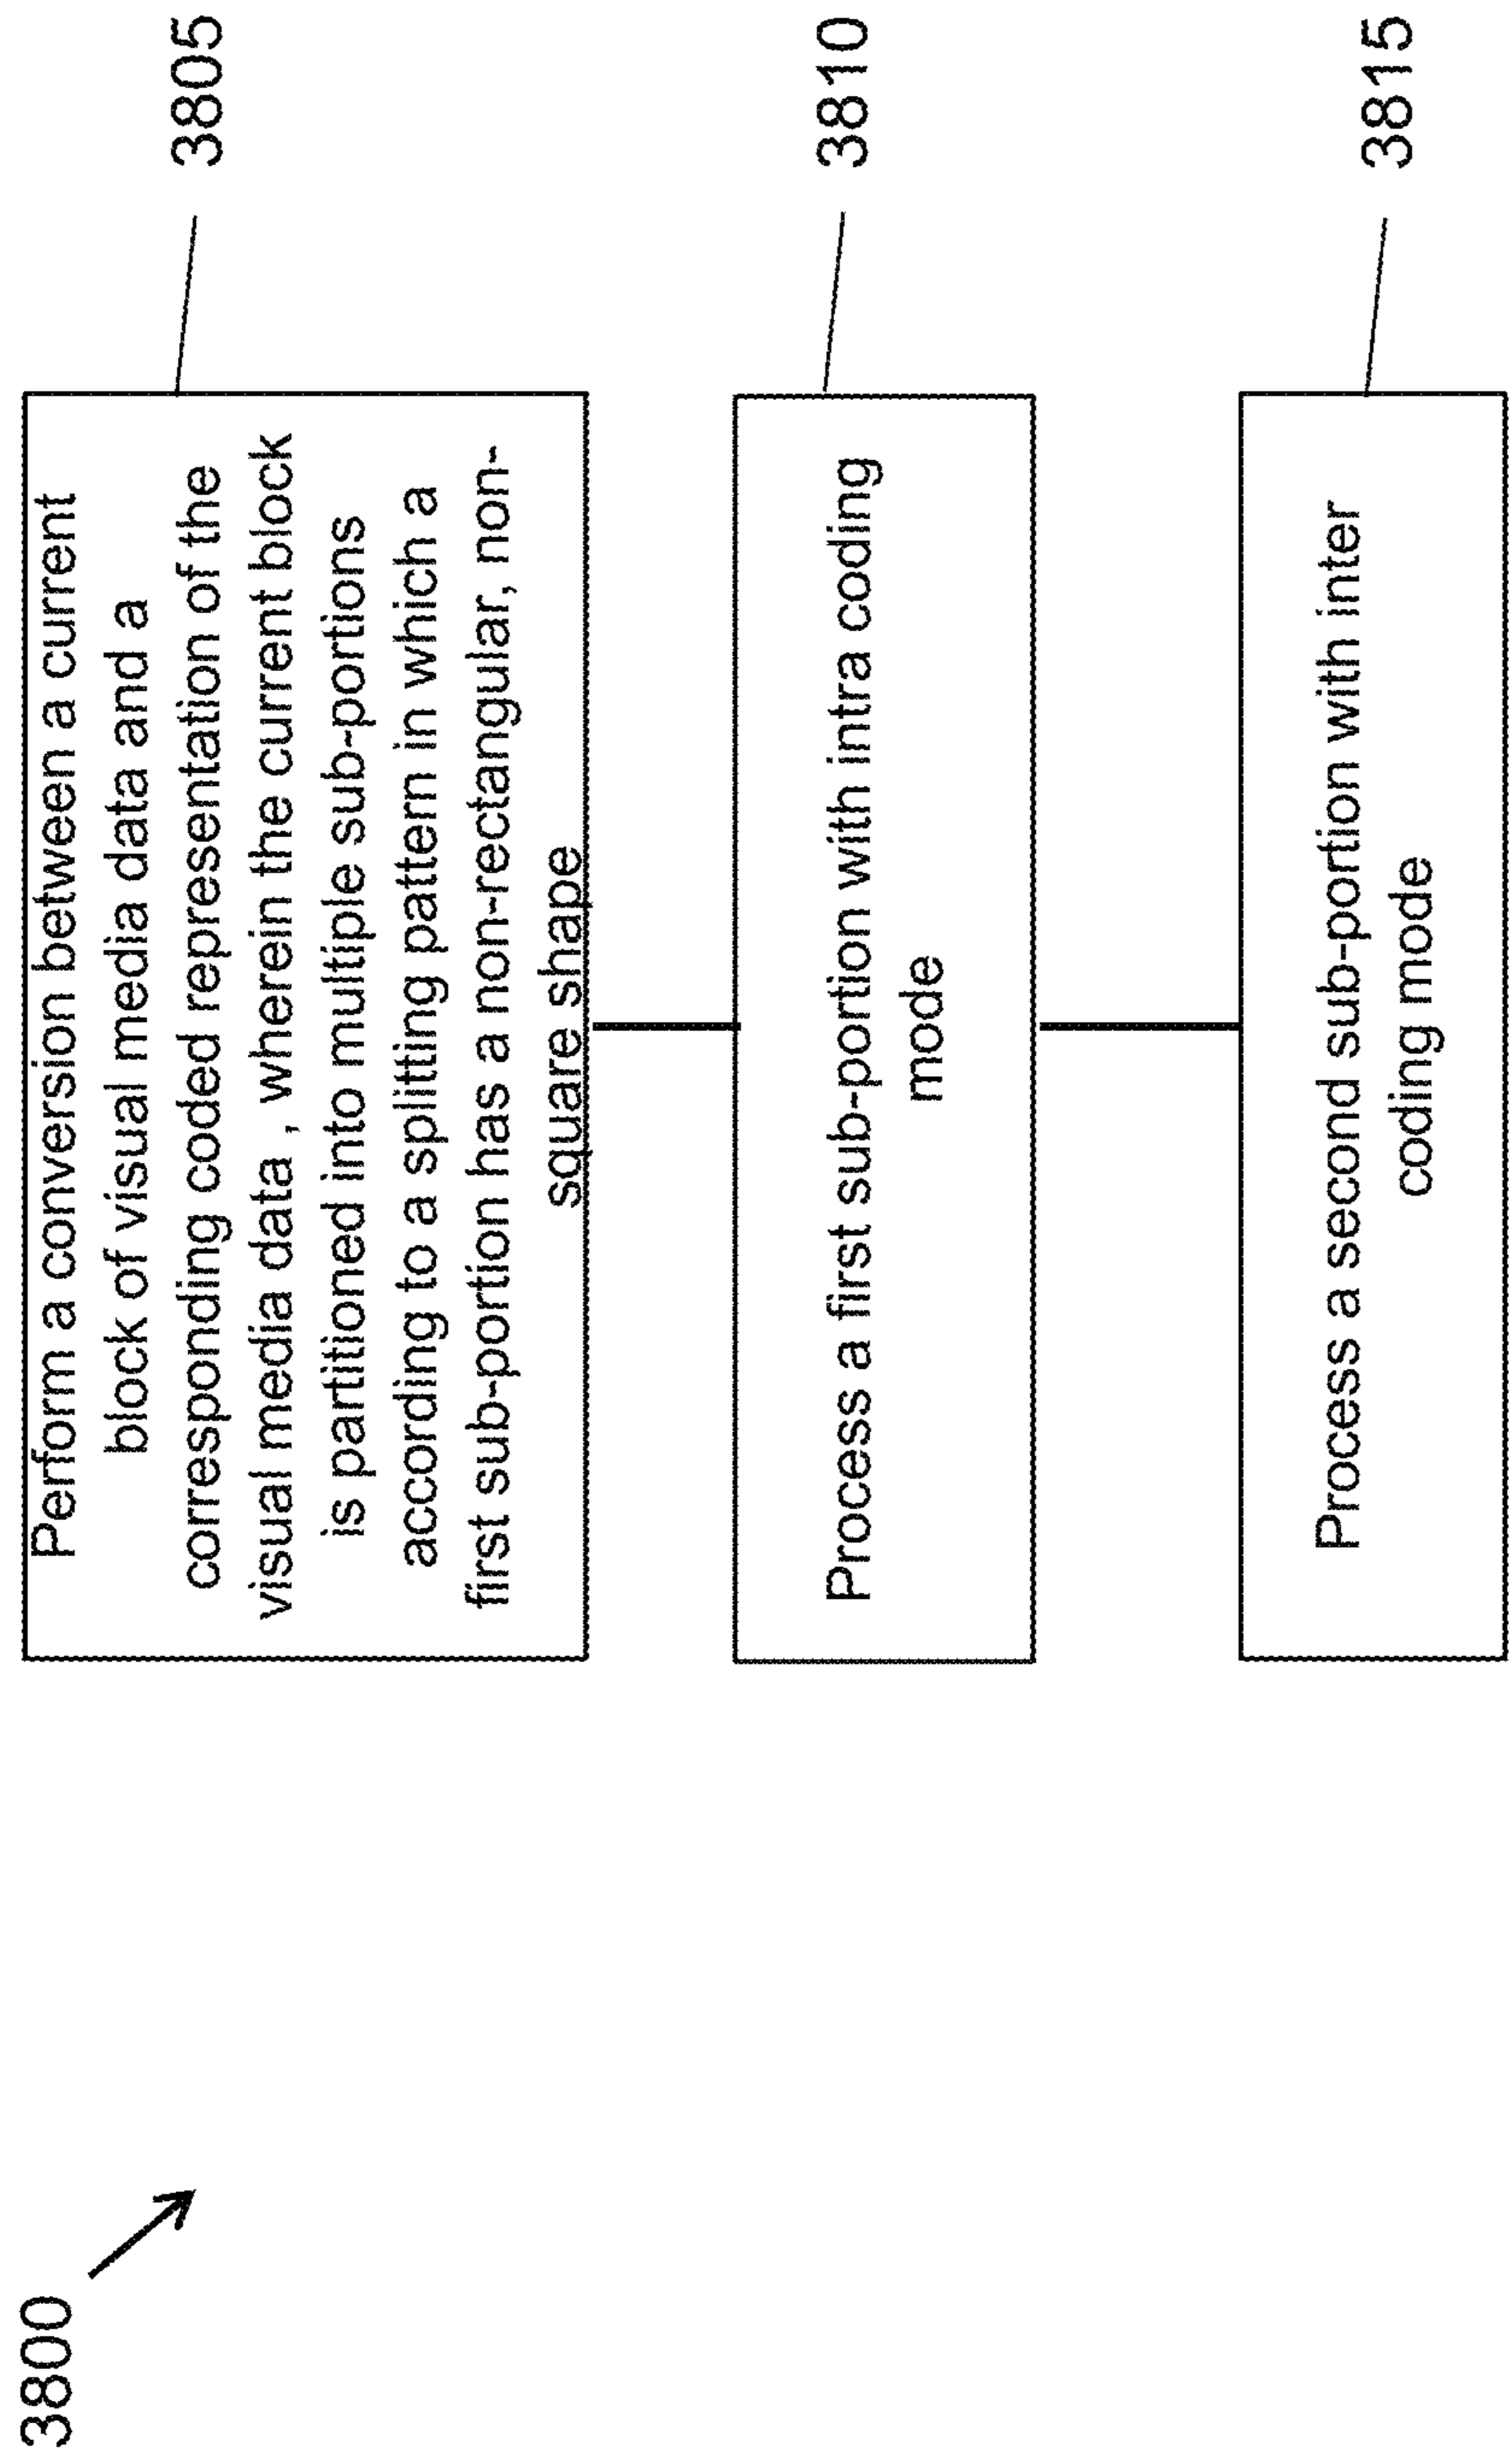 3800
Perform a conversion between a current
block of visual media data and a
corresponding coded representation of the
visual media data , wherein the current block
is partitioned into multiple sub-portions
according to a splitting pattern in which a
first sub-portion has a non-rectangular, non-
square shape
3805
Process a first sub-portion with intra coding
mode
3810
Process a second sub-portion with inter
coding mode
3815